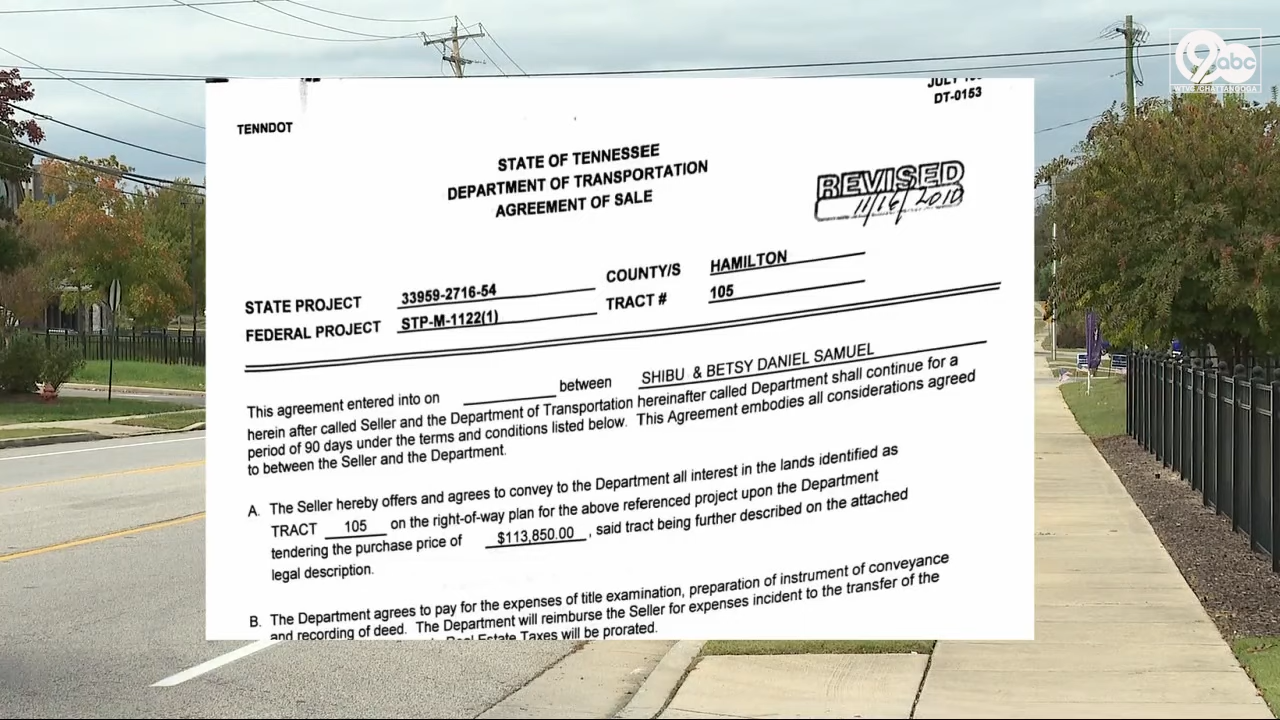 9 abc
WTVC/CHATTANOOGA
DT-0153
TENNDOT
STATE OF TENNESSEE
DEPARTMENT OF TRANSPORTATION
AGREEMENT OF SALE
REVISED
11/16/2010
STATE PROJECT 33959-2716-54 COUNTY/S HAMILTON
FEDERAL PROJECT STP-M-1122(1) TRACT # 105
This agreement entered into on ________ between SHIBU & BETSY DANIEL SAMUEL
herein after called Seller and the Department of Transportation hereinafter called Department shall continue for a
period of 90 days under the terms and conditions listed below. This Agreement embodies all considerations agreed
to between the Seller and the Department.
A. The Seller hereby offers and agrees to convey to the Department all interest in the lands identified as
TRACT 105 on the right-of-way plan for the above referenced project upon the Department
tendering the purchase price of $113,850.00 , said tract being further described on the attached
legal description.
B. The Department agrees to pay for the expenses of title examination, preparation of instrument of conveyance
and recording of deed. The Department will reimburse the Seller for expenses incident to the transfer of the
Real Estate Taxes will be prorated.